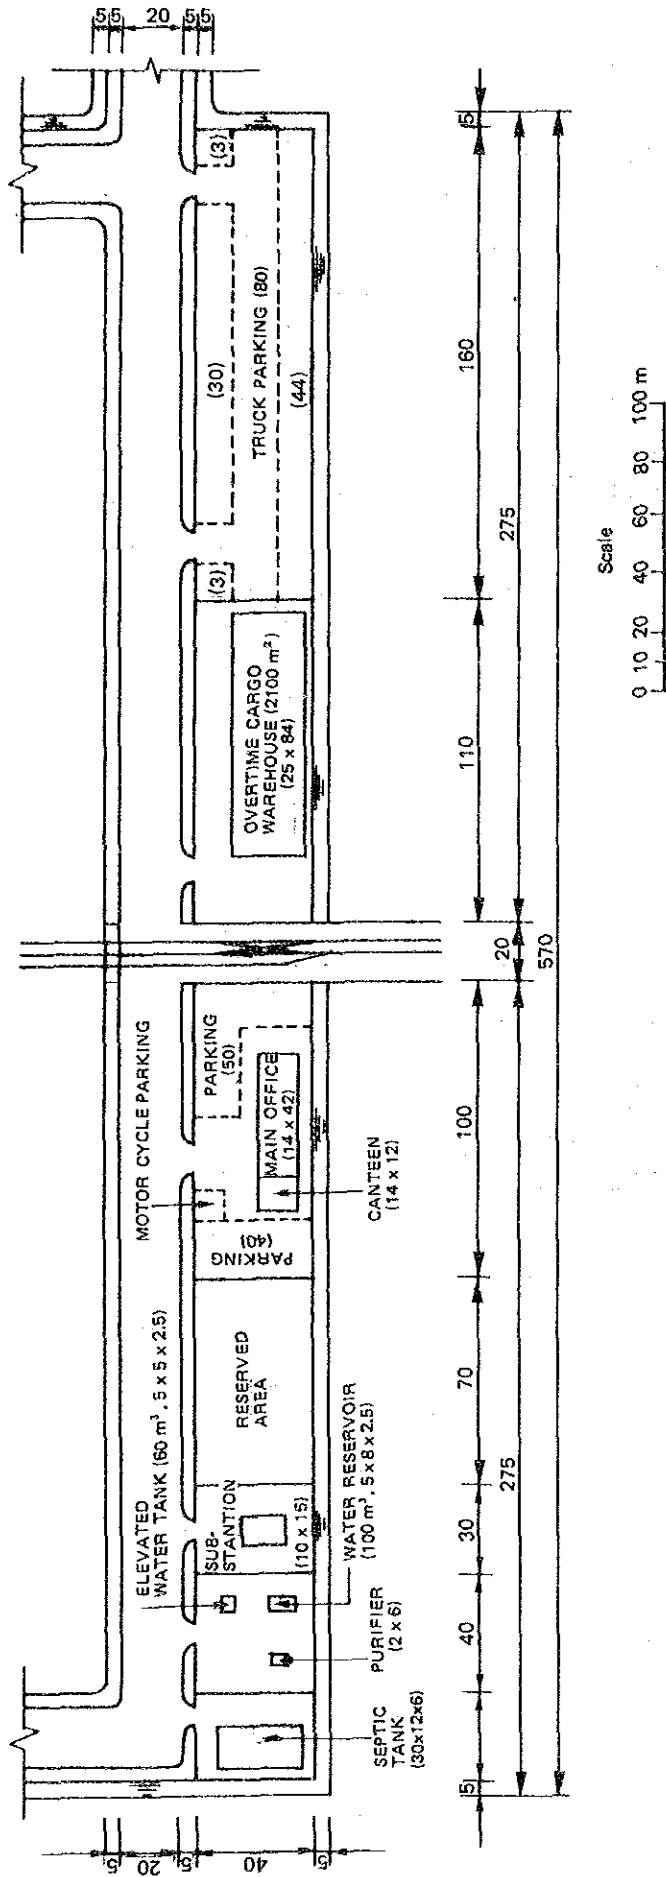 5 5 20 5 5
(3)
(30)
TRUCK PARKING (80)
(44)
(3)
OVERTIME CARGO
WAREHOUSE (2100 m²)
(25 x 84)
MOTOR CYCLE PARKING
PARKING
(50)
MAIN OFFICE
(14 x 42)
CANTEEN
(14 x 12)
PARKING
(40)
ELEVATED
WATER TANK (60 m³, 5 x 5 x 2.5)
RESERVED
AREA
SUB-
STANTION
(10 x 15)
WATER RESERVOIR
(100 m³, 5 x 8 x 2.5)
PURIFIER
(2 x 6)
SEPTIC
TANK
(30x12x6)
5 20 5 40 5
5 40 30 70 100 110 160 5
275 20 275
570
Scale
0 10 20 40 60 80 100 m